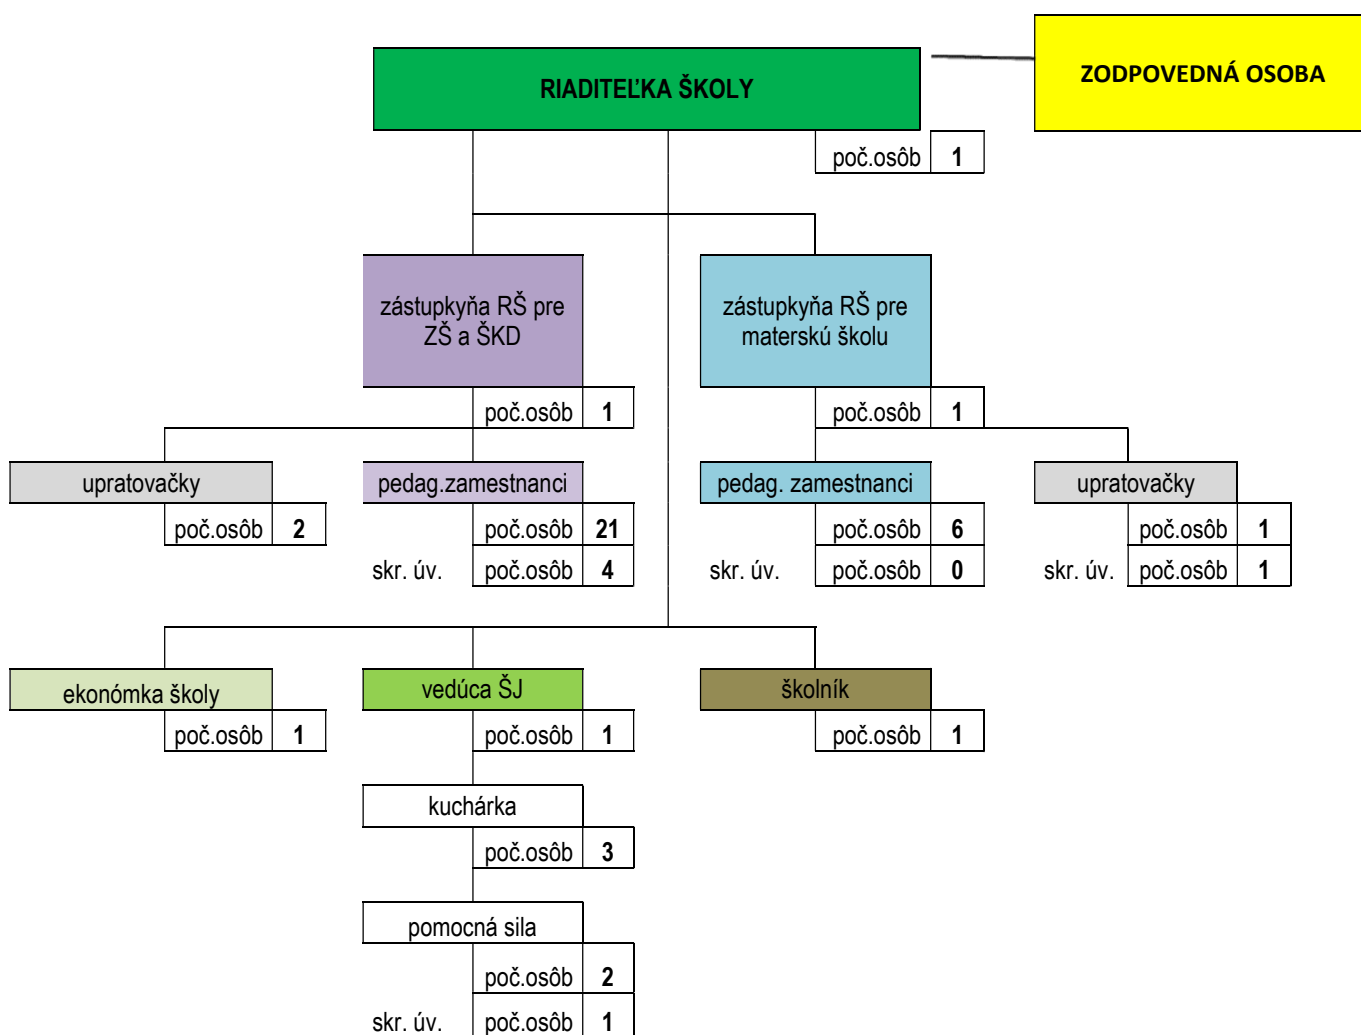 RIADITEĽKA ŠKOLY
ZODPOVEDNÁ OSOBA
poč.osôb 1
zástupkyňa RŠ pre
ZŠ a ŠKD
zástupkyňa RŠ pre
materskú školu
poč.osôb 1
poč.osôb 1
upratovačky
pedag.zamestnanci
pedag. zamestnanci
upratovačky
poč.osôb 2
poč.osôb 21
poč.osôb 6
poč.osôb 1
skr. úv. poč.osôb 4
skr. úv. poč.osôb 0
skr. úv. poč.osôb 1
ekonómka školy
vedúca ŠJ
školník
poč.osôb 1
poč.osôb 1
poč.osôb 1
kuchárka
poč.osôb 3
pomocná sila
poč.osôb 2
skr. úv. poč.osôb 1